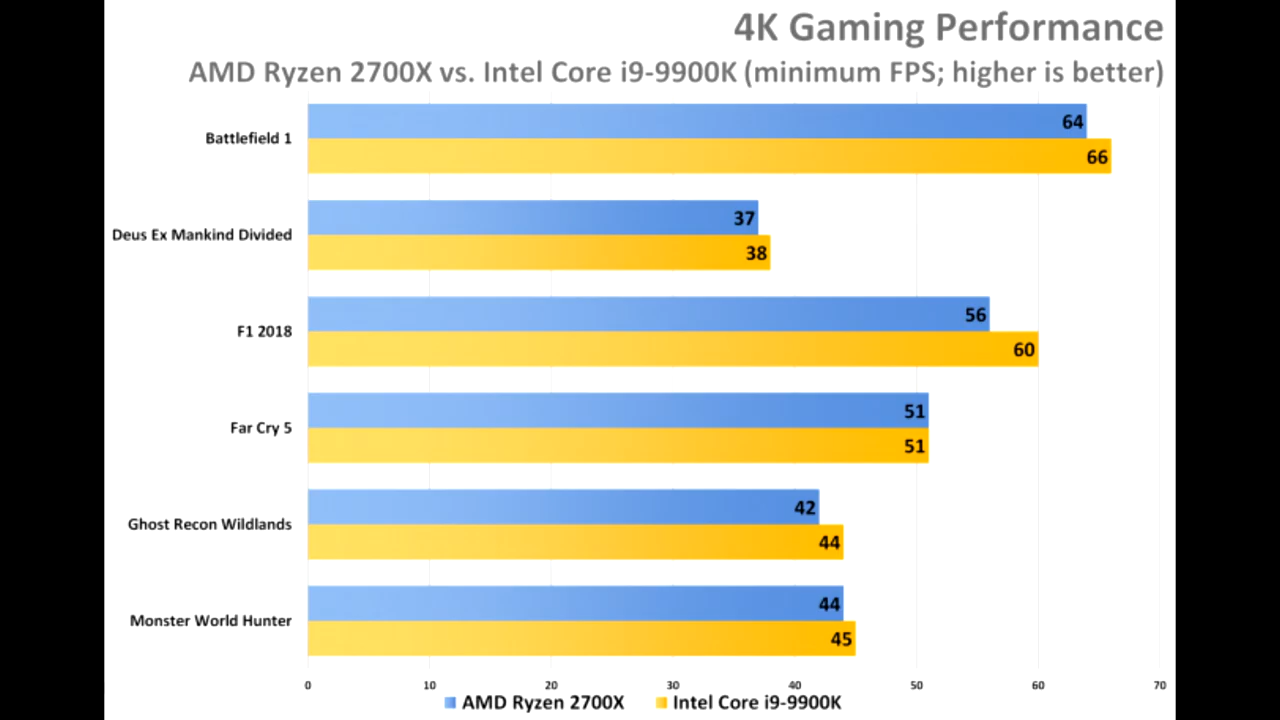 4K Gaming Performance
AMD Ryzen 2700X vs. Intel Core i9-9900K (minimum FPS; higher is better)
64
Battlefield 1
66
37
Deus Ex Mankind Divided
38
56
F1 2018
60
51
Far Cry 5
51
42
Ghost Recon Wildlands
44
44
Monster World Hunter
45
0 10 20 30 40 50 60 70
AMD Ryzen 2700X Intel Core i9-9900K